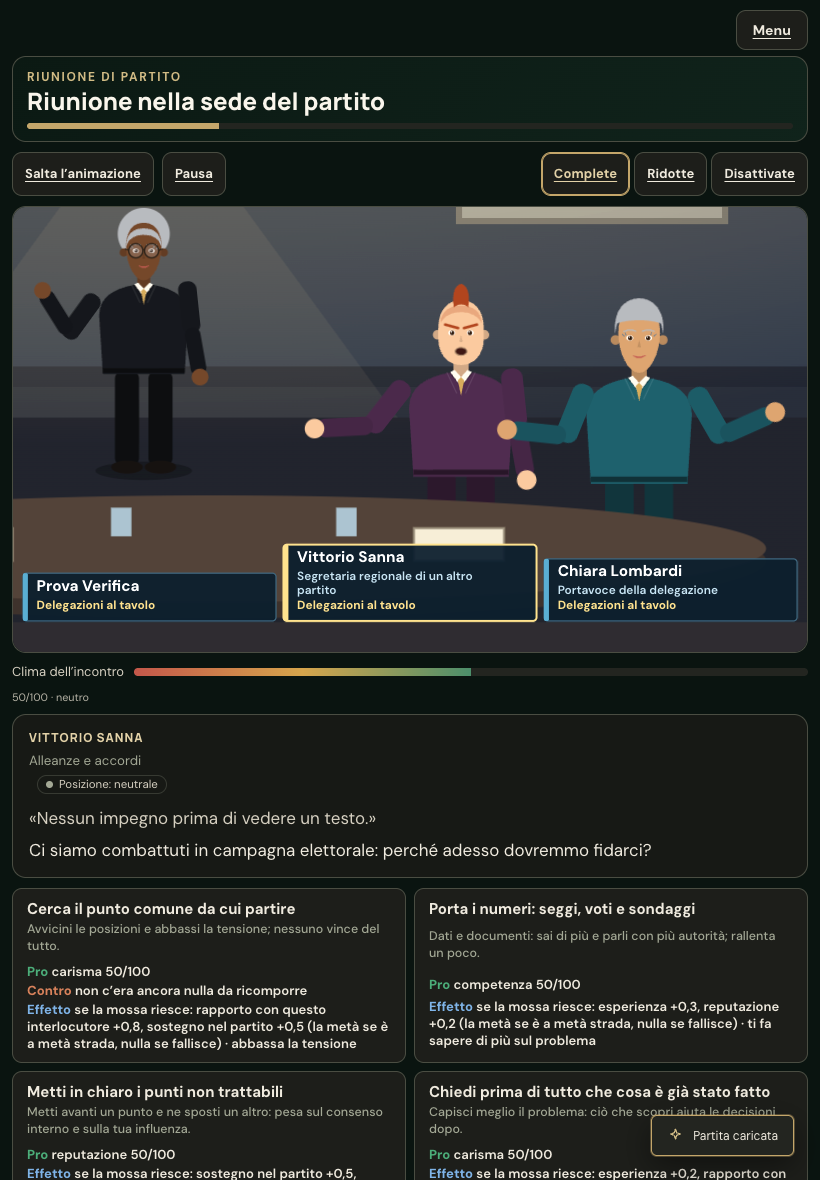 Menu
RIUNIONE DI PARTITO
Riunione nella sede del partito
Salta l'animazione
Pausa
Complete
Ridotte
Disattivate
Prova Verifica
Delegazioni al tavolo
Vittorio Sanna
Segretaria regionale di un altro
partito
Delegazioni al tavolo
Chiara Lombardi
Portavoce della delegazione
Delegazioni al tavolo
Clima dell'incontro
50/100 · neutro
VITTORIO SANNA
Alleanze e accordi
Posizione: neutrale
«Nessun impegno prima di vedere un testo.»
Ci siamo combattuti in campagna elettorale: perché adesso dovremmo fidarci?
Cerca il punto comune da cui partire
Avvicini le posizioni e abbassi la tensione; nessuno vince del
tutto.
Pro carisma 50/100
Contro non c'era ancora nulla da ricomporre
Effetto se la mossa riesce: rapporto con questo
interlocutore +0,8, sostegno nel partito +0,5 (la metà se è
a metà strada, nulla se fallisce) · abbassa la tensione
Porta i numeri: seggi, voti e sondaggi
Dati e documenti: sai di più e parli con più autorità; rallenta
un poco.
Pro competenza 50/100
Effetto se la mossa riesce: esperienza +0,3, reputazione
+0,2 (la metà se è a metà strada, nulla se fallisce) · ti fa
sapere di più sul problema
Metti in chiaro i punti non trattabili
Metti avanti un punto e ne sposti un altro: pesa sul consenso
interno e sulla tua influenza.
Pro reputazione 50/100
Effetto se la mossa riesce: sostegno nel partito +0,5,
Chiedi prima di tutto che cosa è già stato fatto
Capisci meglio il problema: ciò che scopri aiuta le decisioni
dopo.
Pro carisma 50/100
Effetto se la mossa riesce: esperienza +0,2, rapporto con
Partita caricata